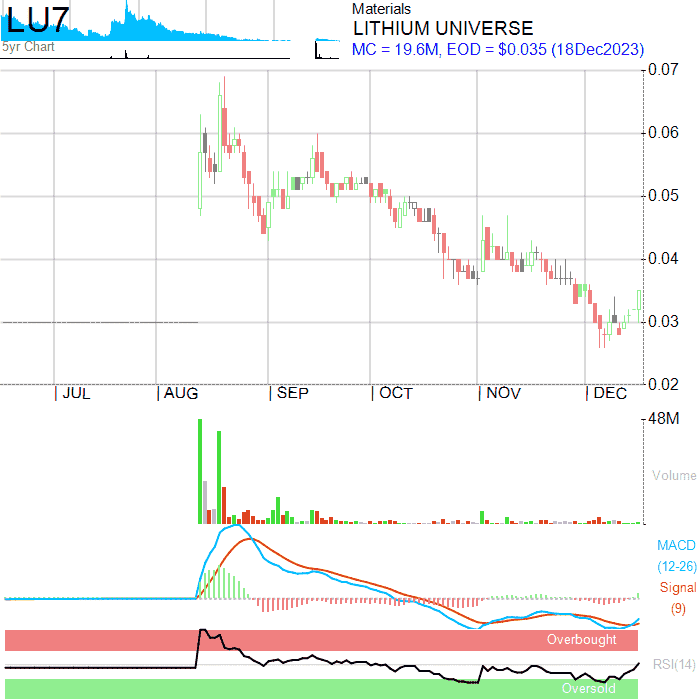 LU7
5yr Chart
Materials
LITHIUM UNIVERSE
MC = 19.6M, EOD = $0.035 (18Dec2023)
0.07
0.06
0.05
0.04
0.03
0.02
JUL
AUG
SEP
OCT
NOV
DEC
48M
Volume
MACD
(12-26)
Signal
(9)
Overbought
RSI(14)
Oversold